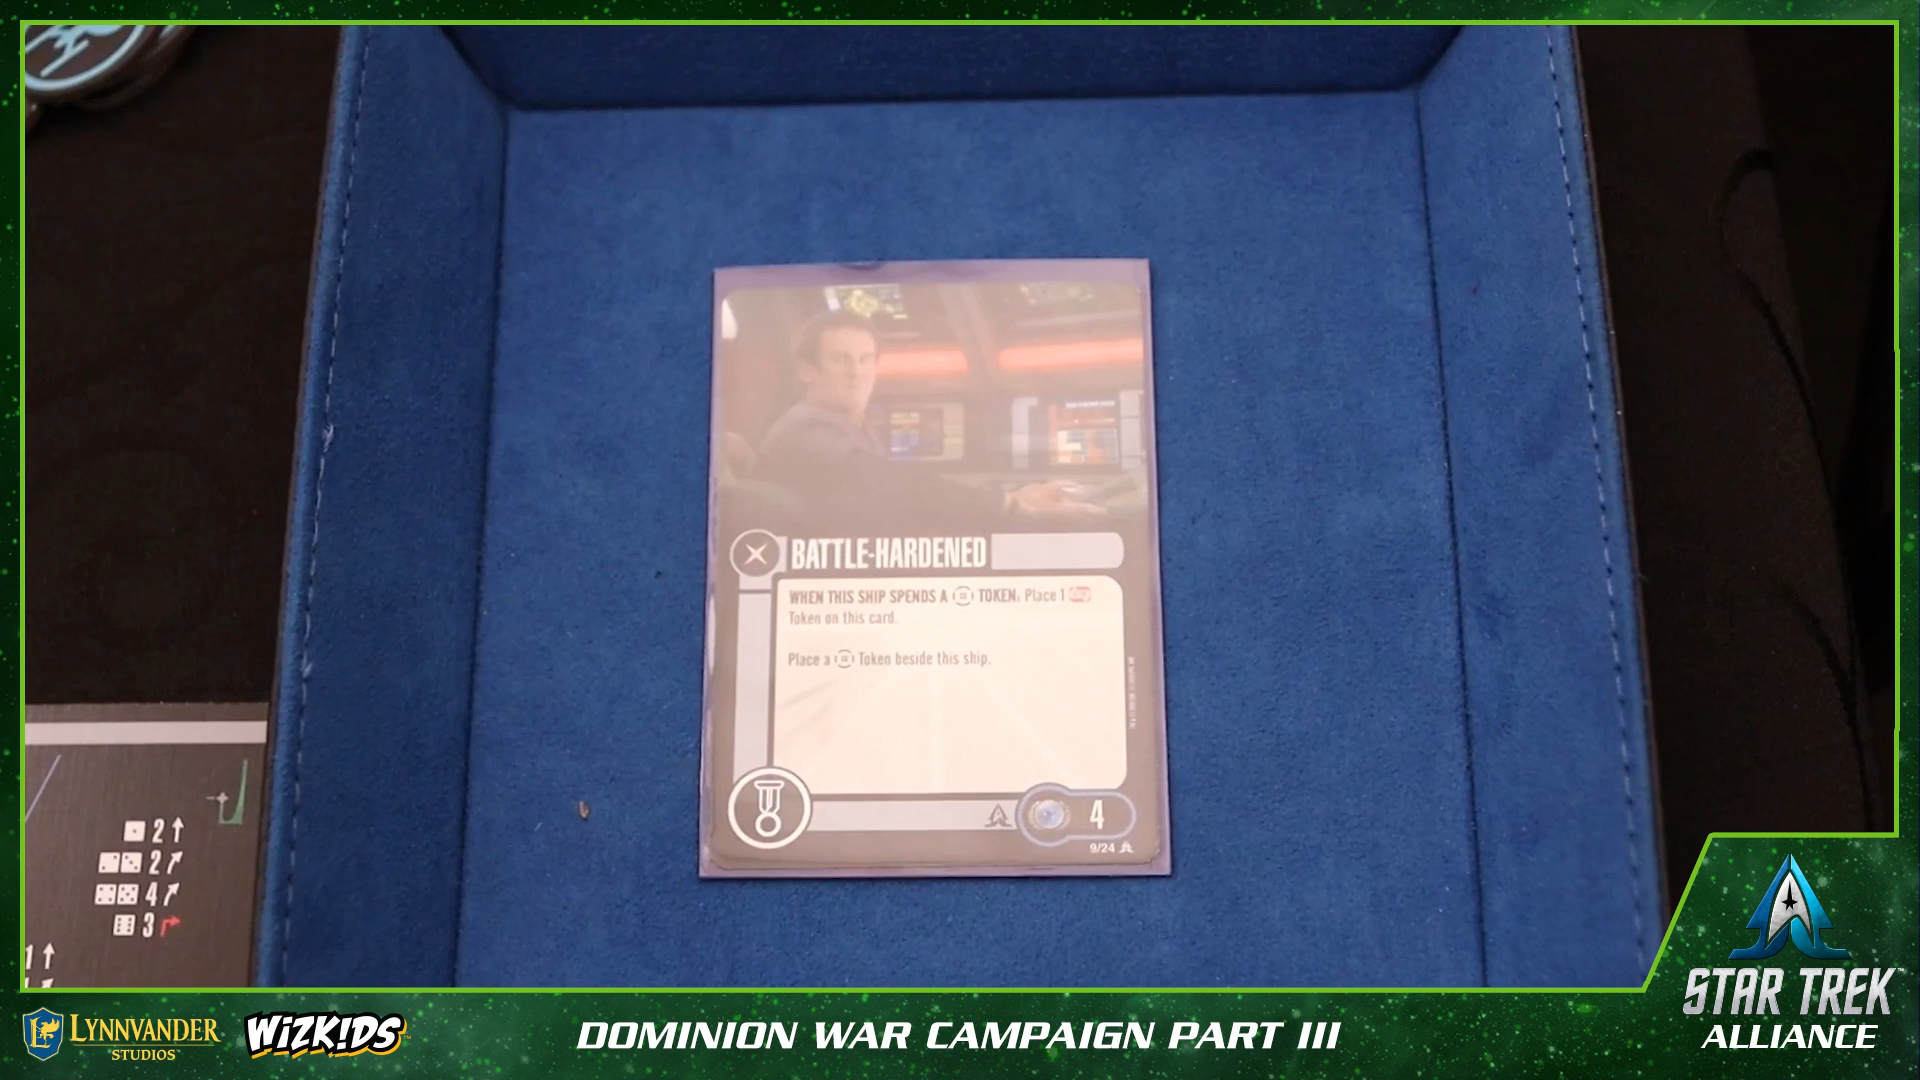 BATTLE-HARDENED
WHEN THIS SHIP SPENDS A TOKEN: Place 1
Token on this card.
Place a Token beside this ship.
4
9/24
2
2
4
3
1
LYNNVANDER
STUDIOS
WIZKIDS
DOMINION WAR CAMPAIGN PART III
STAR TREK
ALLIANCE